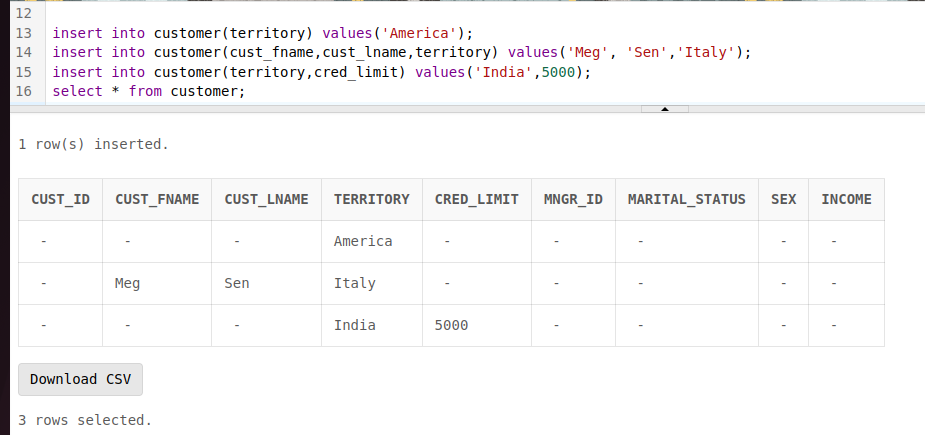 12
13 insert into customer(territory) values('America');
14 insert into customer(cust_fname,cust_lname,territory) values('Meg', 'Sen','Italy');
15 insert into customer(territory,cred_limit) values('India',5000);
16 select * from customer;
1 row(s) inserted.
CUST_ID CUST_FNAME CUST_LNAME TERRITORY CRED_LIMIT MNGR_ID MARITAL_STATUS SEX INCOME
- - - America - - - - -
- Meg Sen Italy - - - - -
- - - India 5000 - - - -
Download CSV
3 rows selected.